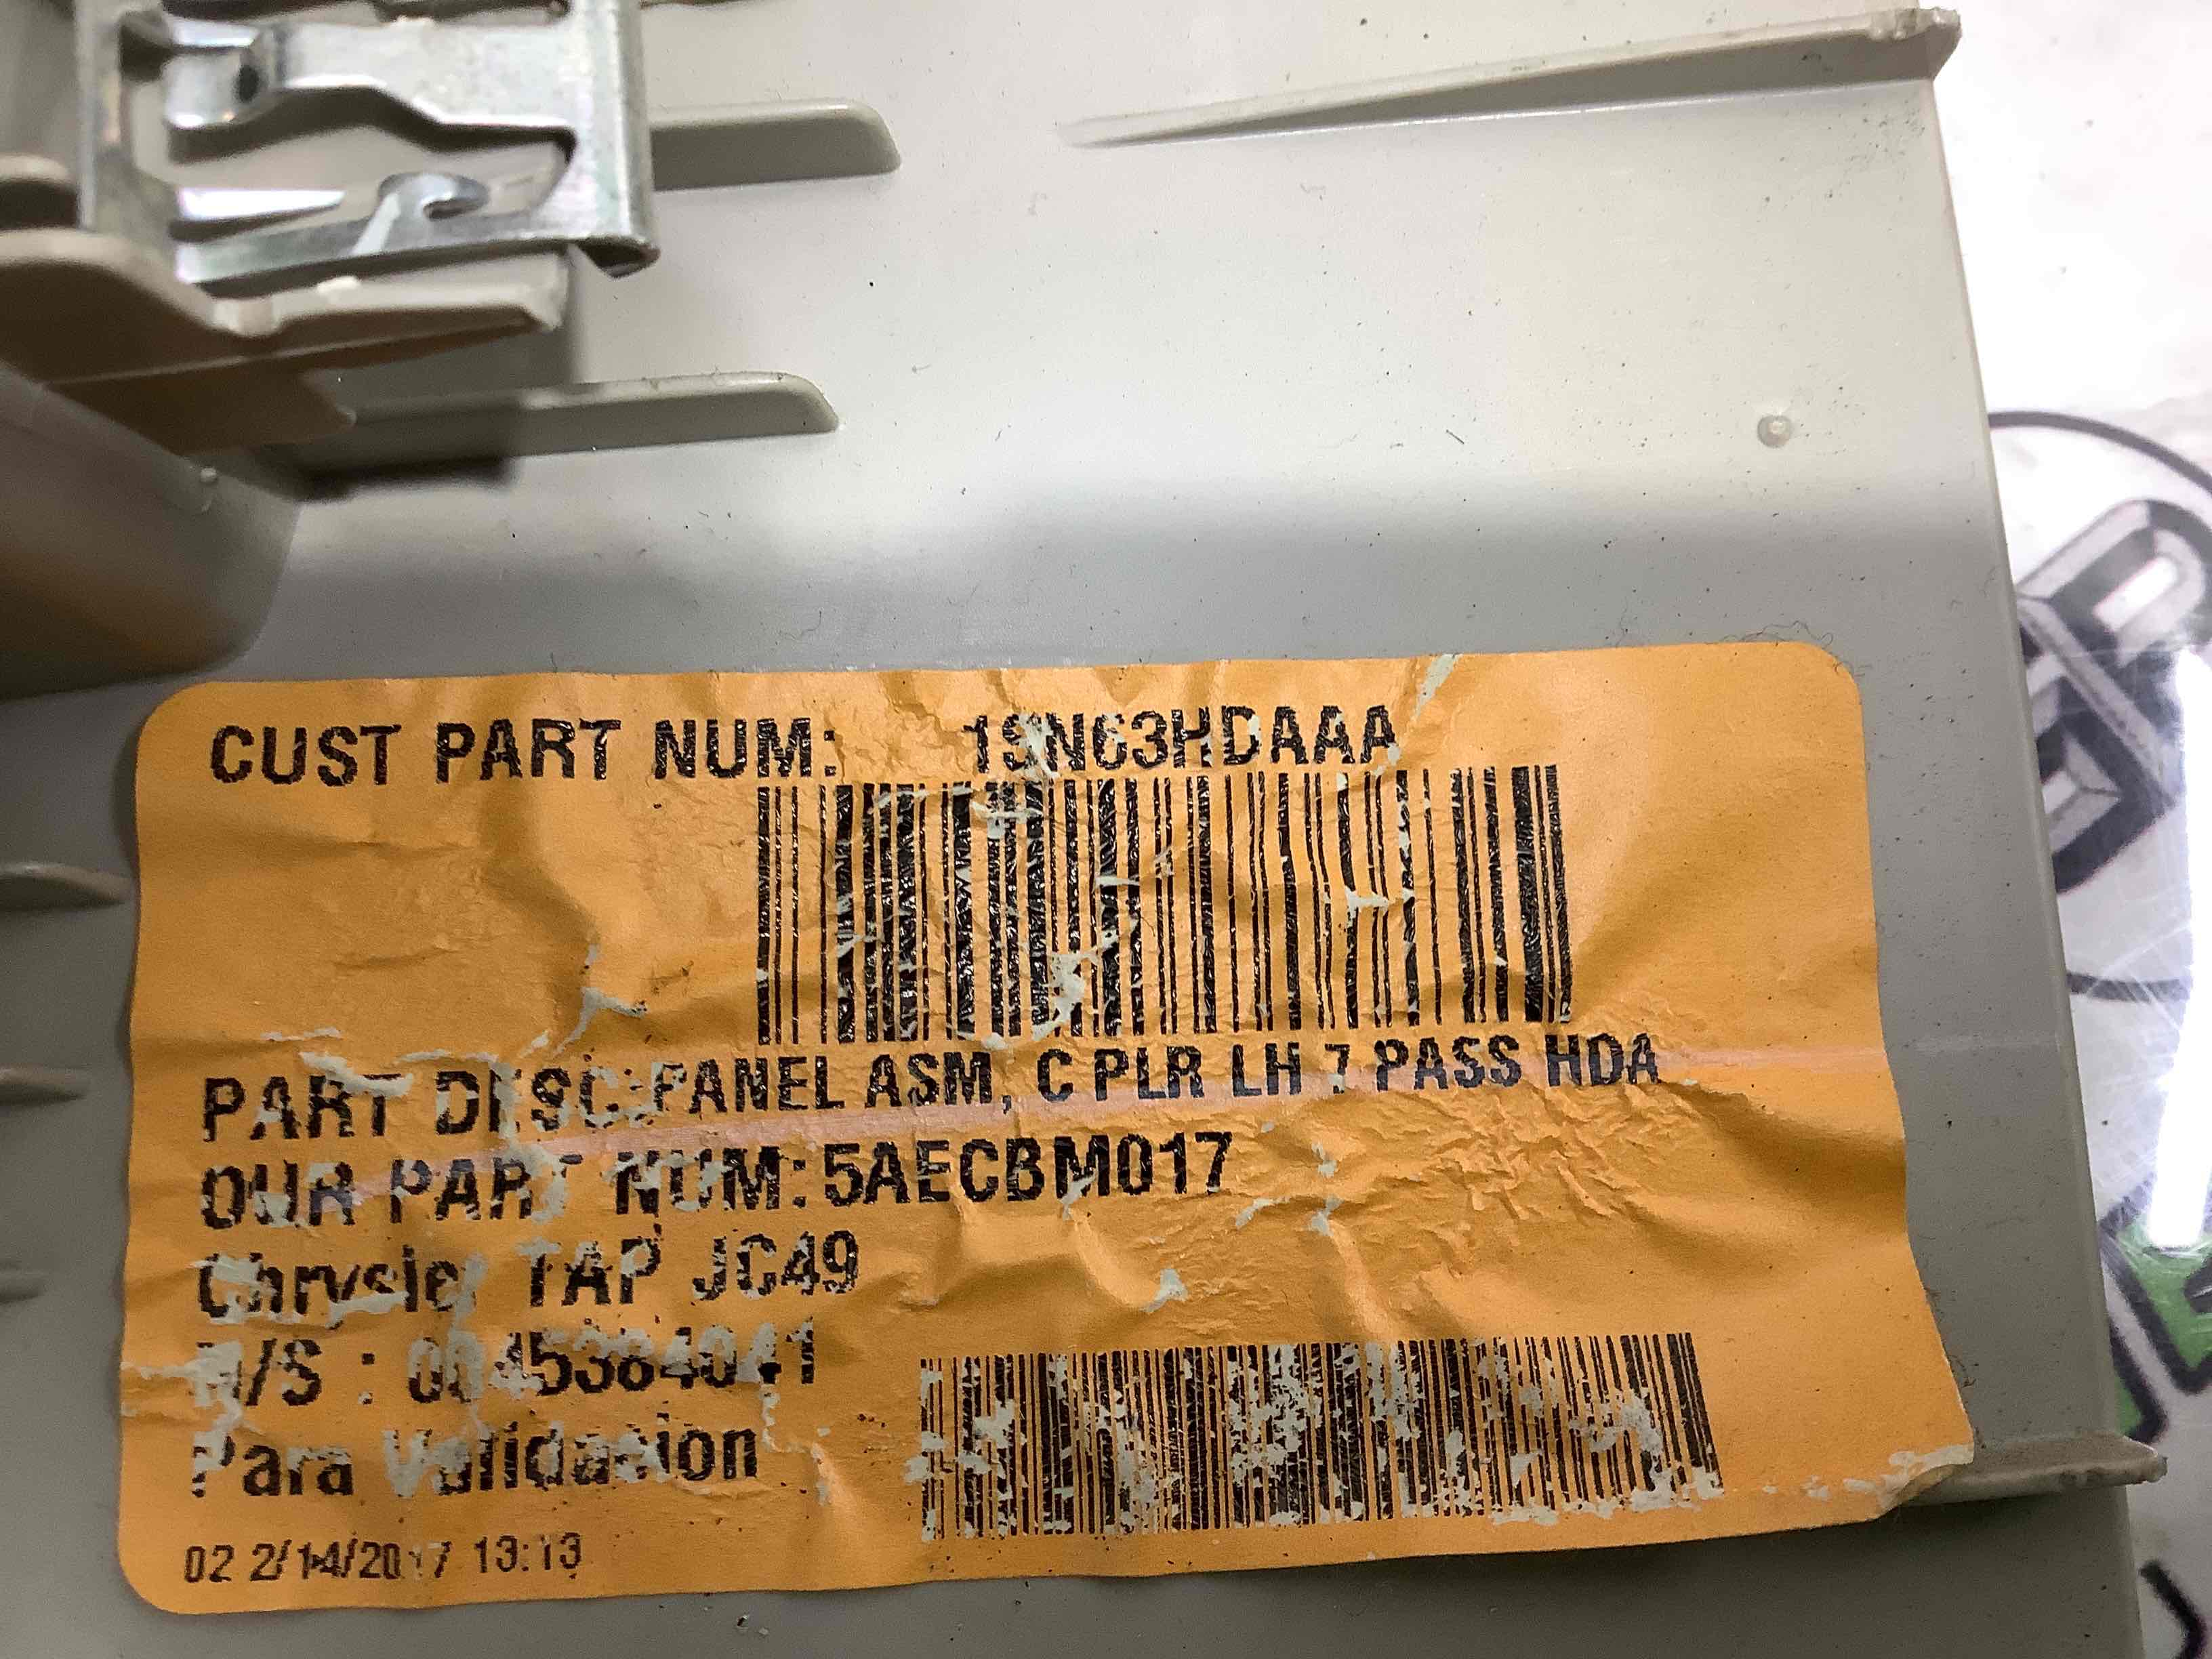 CUST PART NUM: 1SN63HDAAA
PART DESC: PANEL ASM, C PLR LH 7 PASS HDA
OUR PART NUM: 5AECBM017
Chrysler TAP JC49
N/S :
Para Validacion
02 2/14/2017 13:13